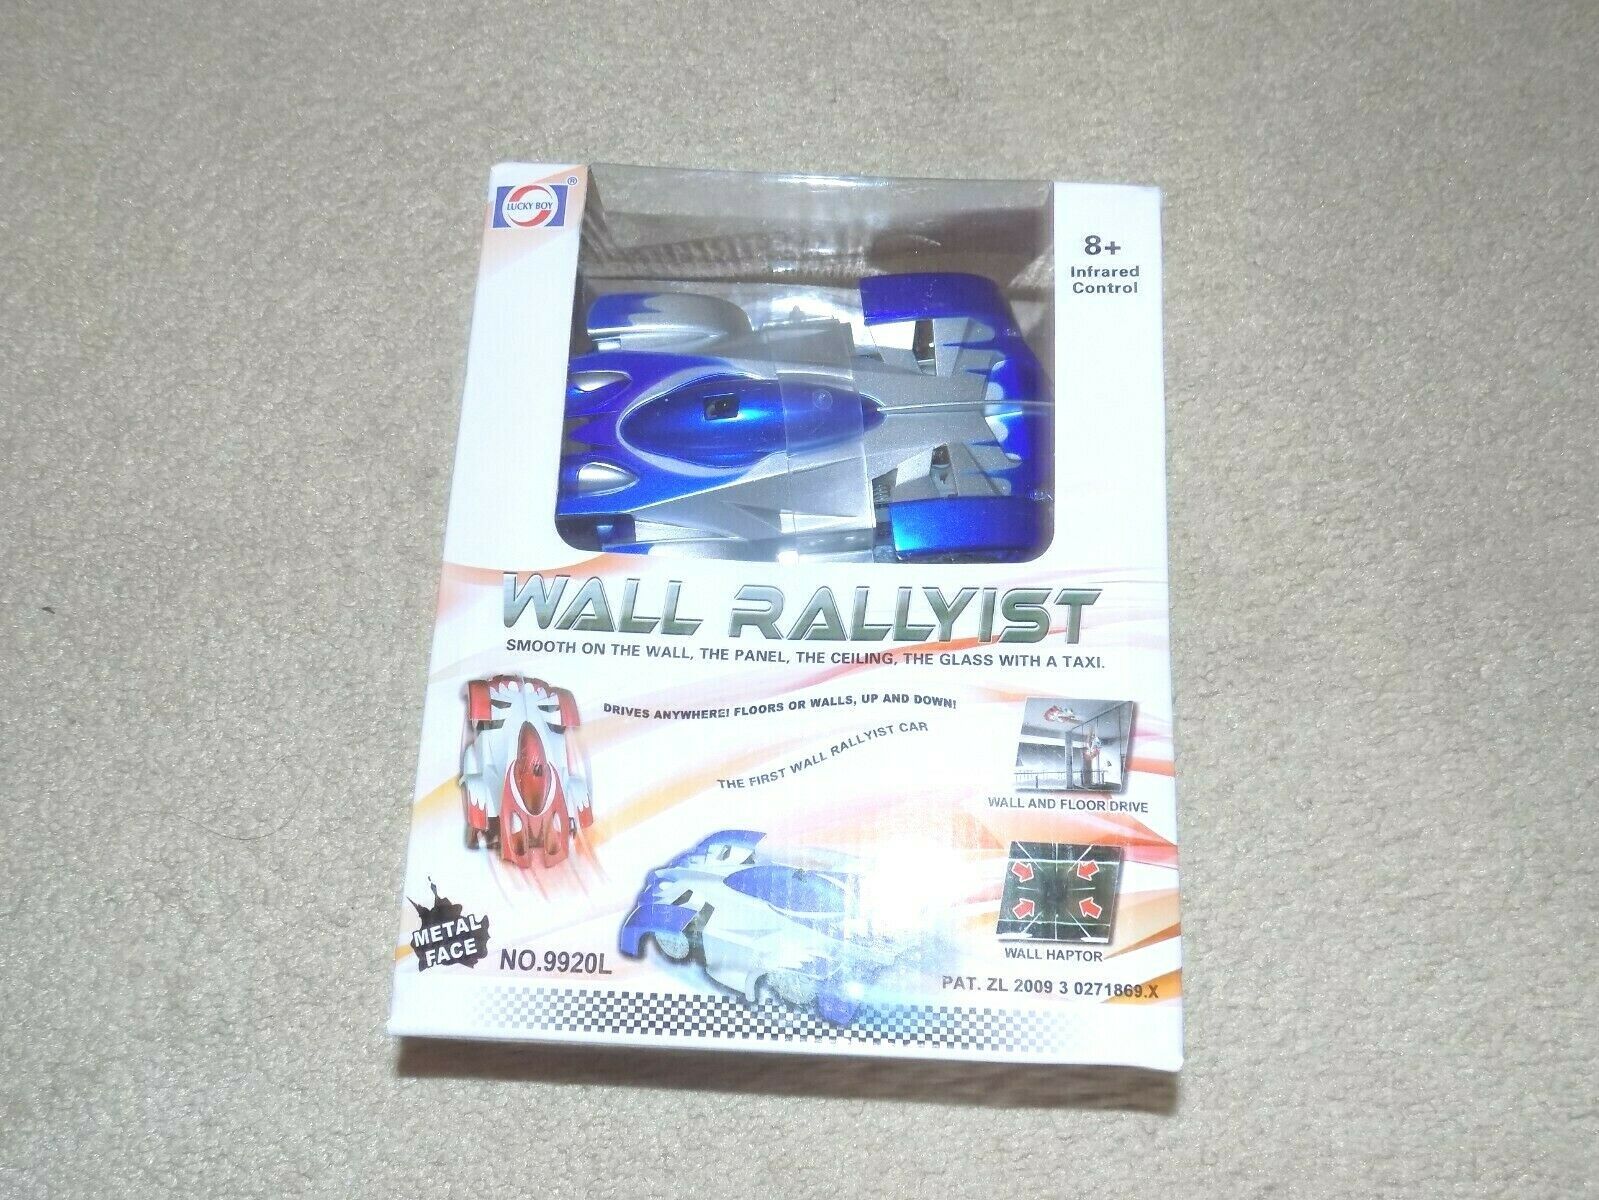 LUCKY BOY ®
8+
Infrared
Control
WALL RALLYIST
SMOOTH ON THE WALL, THE PANEL, THE CEILING, THE GLASS WITH A TAXI.
DRIVES ANYWHERE! FLOORS OR WALLS, UP AND DOWN!
THE FIRST WALL RALLYIST CAR
WALL AND FLOOR DRIVE
WALL HAPTOR
METAL
FACE
NO.9920L
PAT. ZL 2009 3 0271869.X